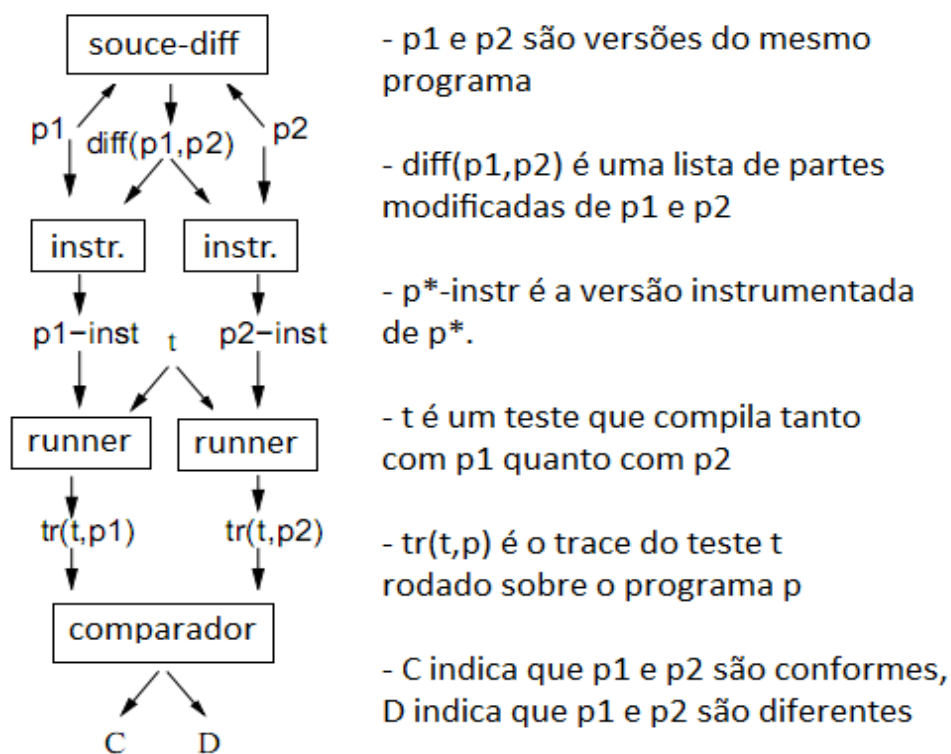 souce-diff
p1
diff(p1,p2)
p2
instr.
instr.
p1-inst
t
p2-inst
runner
runner
tr(t,p1)
tr(t,p2)
comparador
C
D
- p1 e p2 são versões do mesmo
programa
- diff(p1,p2) é uma lista de partes
modificadas de p1 e p2
- p*-instr é a versão instrumentada
de p*.
- t é um teste que compila tanto
com p1 quanto com p2
- tr(t,p) é o trace do teste t
rodado sobre o programa p
- C indica que p1 e p2 são conformes,
D indica que p1 e p2 são diferentes